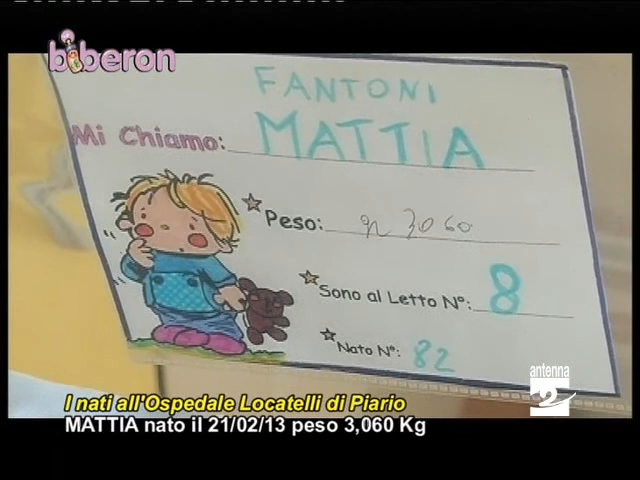 biberon
FANTONI
Mi Chiamo: MATTIA
Peso: gr 3060
Sono al Letto N°: 8
Nato N°: 82
antenna
2
I nati all'Ospedale Locatelli di Piario
MATTIA nato il 21/02/13 peso 3,060 Kg